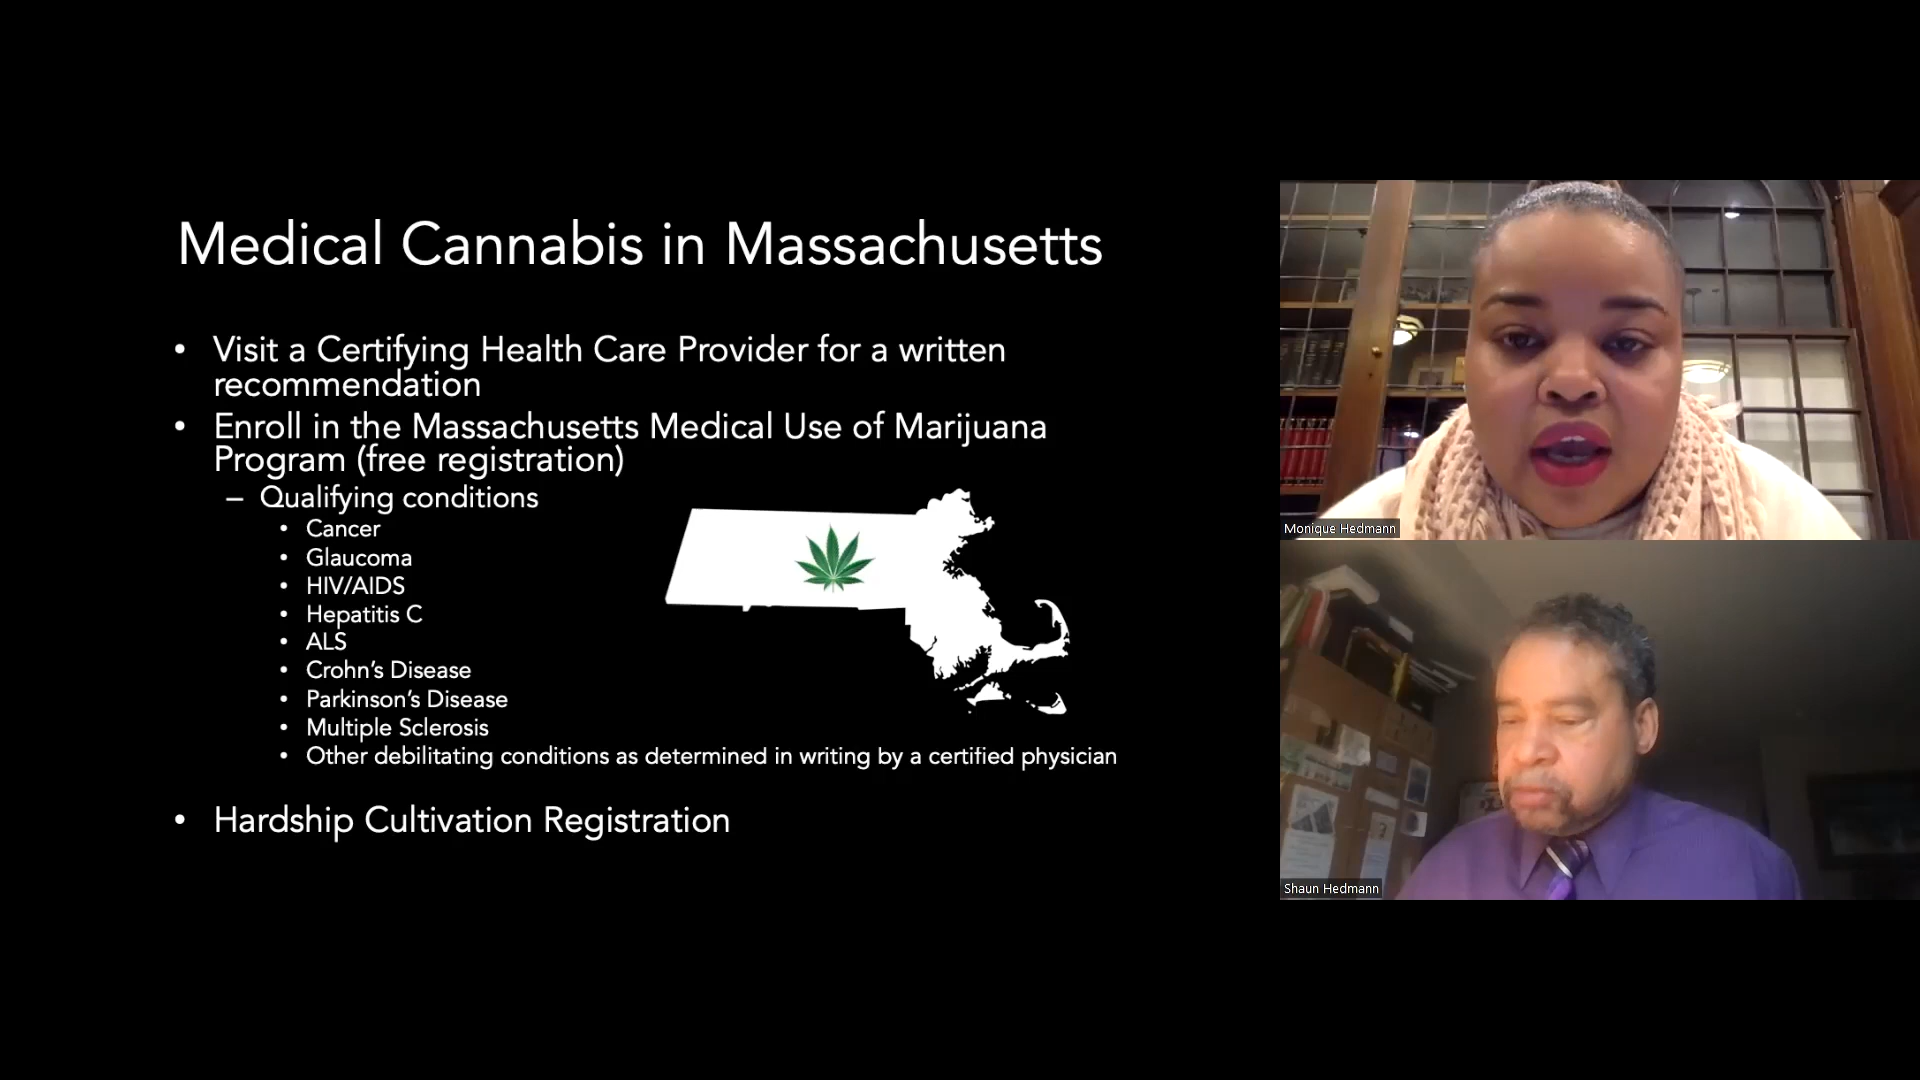 Medical Cannabis in Massachusetts
• Visit a Certifying Health Care Provider for a written
recommendation
• Enroll in the Massachusetts Medical Use of Marijuana
Program (free registration)
– Qualifying conditions
• Cancer
• Glaucoma
• HIV/AIDS
• Hepatitis C
• ALS
• Crohn’s Disease
• Parkinson’s Disease
• Multiple Sclerosis
• Other debilitating conditions as determined in writing by a certified physician
• Hardship Cultivation Registration
Monique Hedmann
Shaun Hedmann